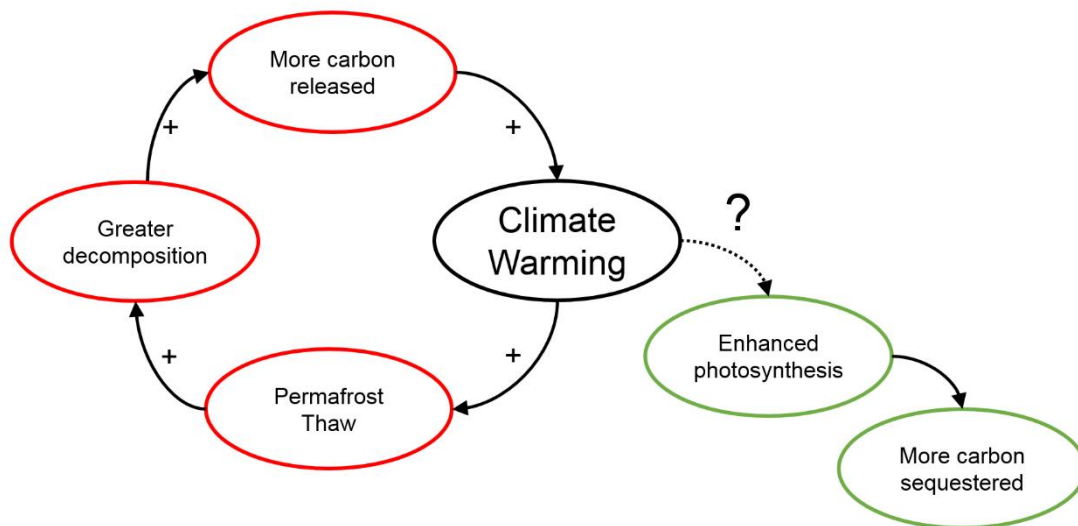 More carbon
released
+
+
Greater
decomposition
Climate
Warming
?
+
+
Permafrost
Thaw
Enhanced
photosynthesis
More carbon
sequestered